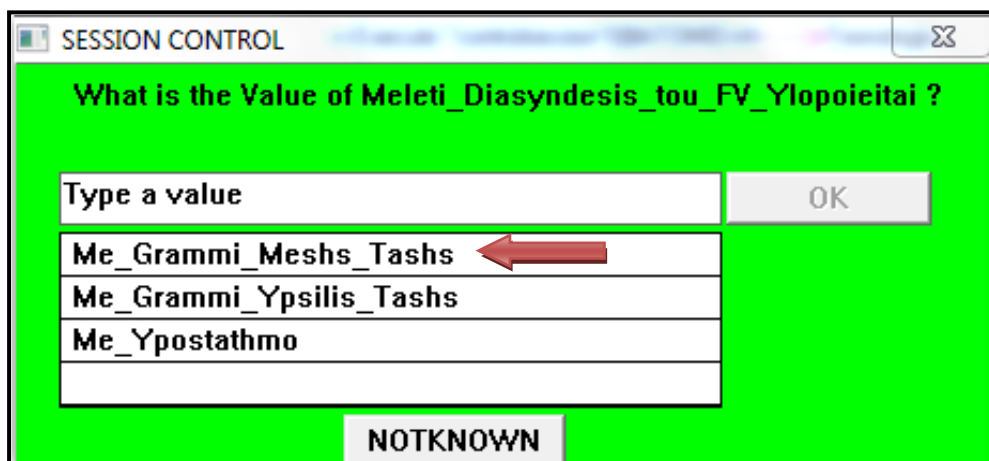 SESSION CONTROL
What is the Value of Meleti_Diasyndesis_tou_FV_Ylopoieitai ?
Type a value
OK
Me_Grammi_Meshs_Tashs
Me_Grammi_Ypsilis_Tashs
Me_Ypostathmo
NOTKNOWN